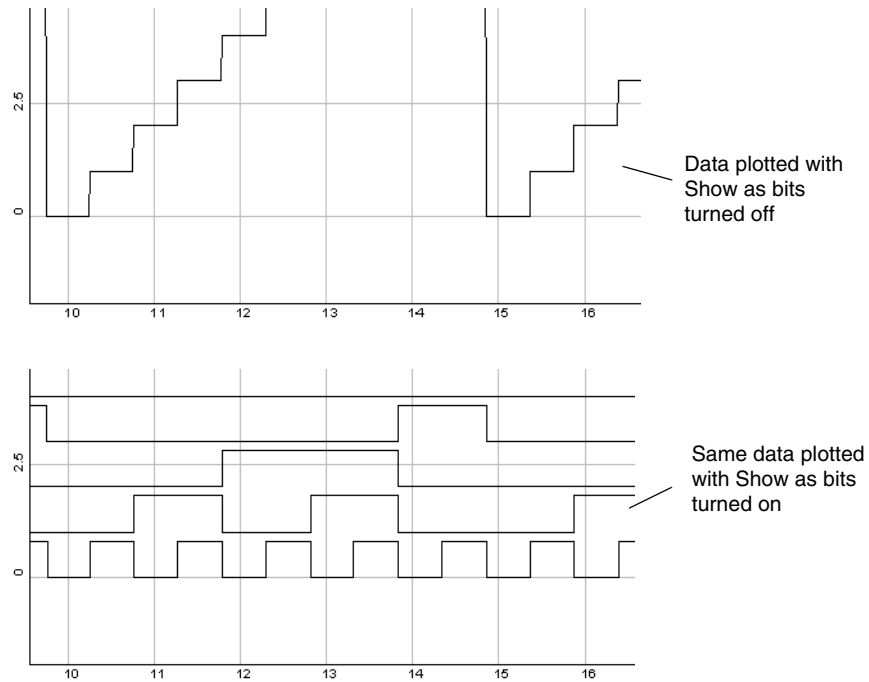 2.5
0
10 11 12 13 14 15 16
Data plotted with
Show as bits
turned off
2.5
0
10 11 12 13 14 15 16
Same data plotted
with Show as bits
turned on